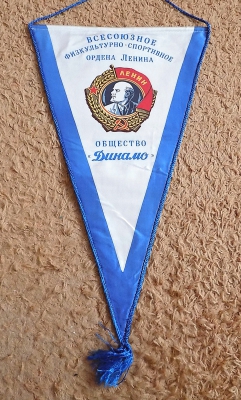 ВСЕСОЮЗНОЕ
ФИЗКУЛЬТУРНО-СПОРТИВНОЕ
ОРДЕНА ЛЕНИНА
ЛЕНИН
ОБЩЕСТВО
"Динамо"